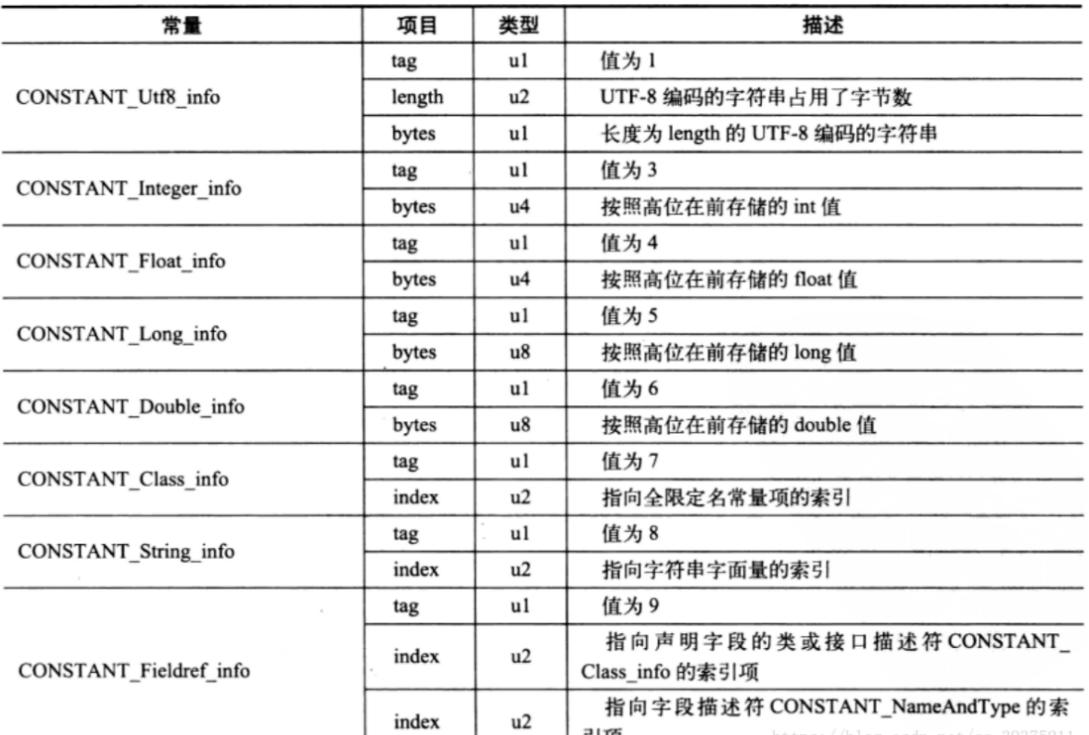 常量 项目 类型 描述
CONSTANT_Utf8_info
tag u1 值为 1
length u2 UTF-8 编码的字符串占用了字节数
bytes u1 长度为 length 的 UTF-8 编码的字符串
CONSTANT_Integer_info
tag u1 值为 3
bytes u4 按照高位在前存储的 int 值
CONSTANT_Float_info
tag u1 值为 4
bytes u4 按照高位在前存储的 float 值
CONSTANT_Long_info
tag u1 值为 5
bytes u8 按照高位在前存储的 long 值
CONSTANT_Double_info
tag u1 值为 6
bytes u8 按照高位在前存储的 double 值
CONSTANT_Class_info
tag u1 值为 7
index u2 指向全限定名常量项的索引
CONSTANT_String_info
tag u1 值为 8
index u2 指向字符串字面量的索引
CONSTANT_Fieldref_info
tag u1 值为 9
index u2 指向声明字段的类或接口描述符 CONSTANT_
Class_info 的索引项
index u2 指向字段描述符 CONSTANT_NameAndType 的索
引项